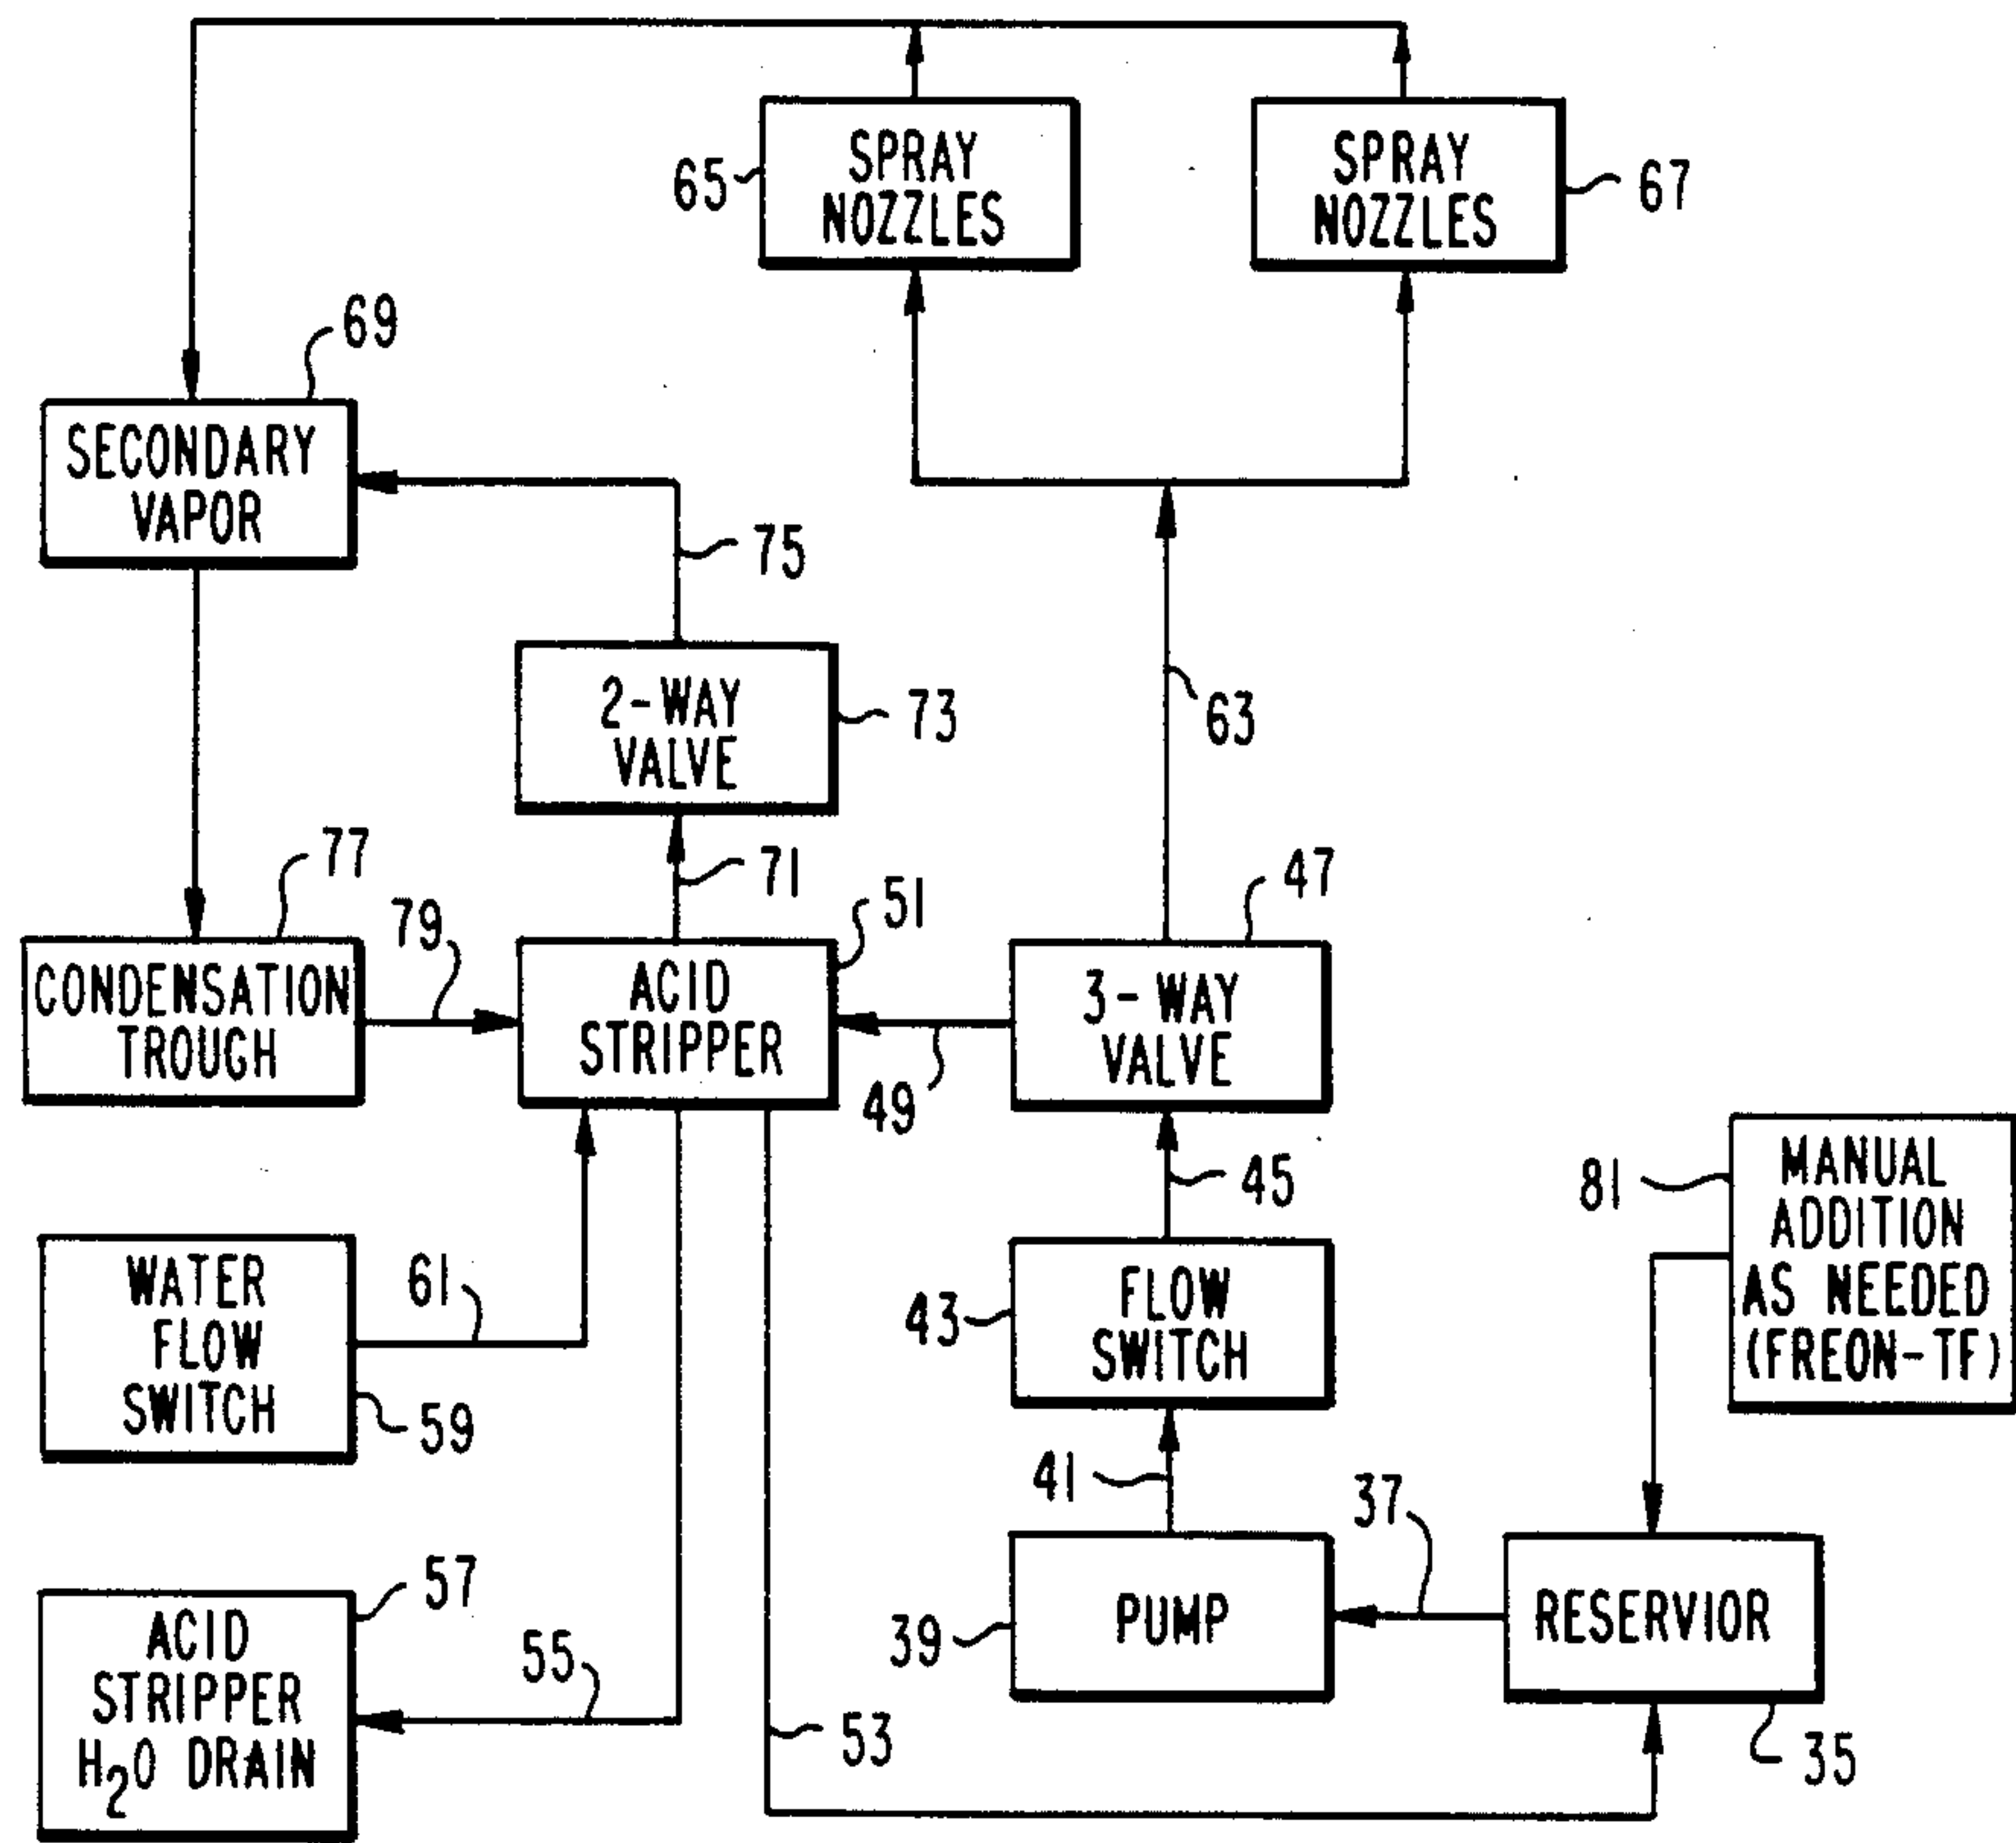 65
SPRAY
NOZZLES
SPRAY
NOZZLES
67
69
SECONDARY
VAPOR
75
2-WAY
VALVE
73
63
77
79
71
51
47
CONDENSATION
TROUGH
ACID
STRIPPER
49
3-WAY
VALVE
45
81
MANUAL
ADDITION
AS NEEDED
(FREON-TF)
WATER
FLOW
SWITCH
61
59
43
FLOW
SWITCH
41
37
57
ACID
STRIPPER
H2O DRAIN
55
53
39
PUMP
RESERVIOR
35